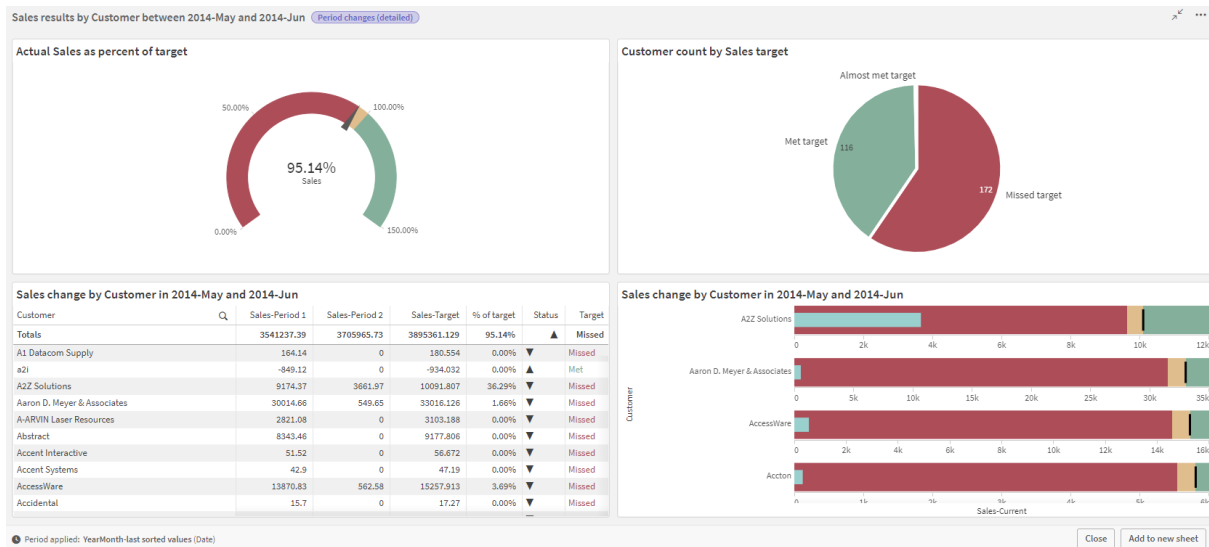 Sales results by Customer between 2014-May and 2014-Jun Period changes (detailed)
Actual Sales as percent of target
50.00%
100.00%
95.14%
Sales
0.00%
150.00%
Customer count by Sales target
Almost met target
Met target
116
172
Missed target
Sales change by Customer in 2014-May and 2014-Jun
Customer Sales-Period 1 Sales-Period 2 Sales-Target % of target Status Target
Totals 3541237.39 3705965.73 3895361.129 95.14% ▲ Missed
A1 Datacom Supply 164.14 0 180.554 0.00% ▼ Missed
a2i -849.12 0 -934.032 0.00% ▲ Met
A2Z Solutions 9174.37 3661.97 10091.807 36.29% ▼ Missed
Aaron D. Meyer & Associates 30014.66 549.65 33016.126 1.66% ▼ Missed
A-ARVIN Laser Resources 2821.08 0 3103.188 0.00% ▼ Missed
Abstract 8343.46 0 9177.806 0.00% ▼ Missed
Accent Interactive 51.52 0 56.672 0.00% ▼ Missed
Accent Systems 42.9 0 47.19 0.00% ▼ Missed
AccessWare 13870.83 562.58 15257.913 3.69% ▼ Missed
Accidental 15.7 0 17.27 0.00% ▼ Missed
Sales change by Customer in 2014-May and 2014-Jun
Customer
A2Z Solutions
0 2k 4k 6k 8k 10k 12k
Aaron D. Meyer & Associates
0 5k 10k 15k 20k 25k 30k 35k
AccessWare
0 2k 4k 6k 8k 10k 12k 14k 16k
Accton
0 1k 2k 3k 4k 5k 6k
Sales-Current
Period applied: YearMonth-last sorted values (Date)
Close
Add to new sheet